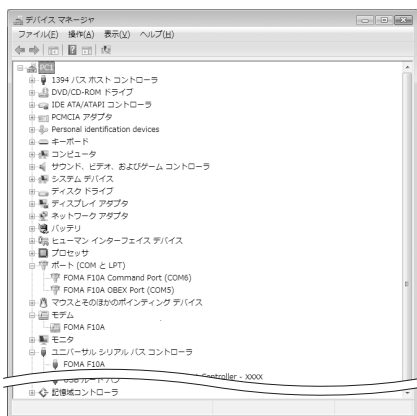 デバイス マネージャ
ファイル(F) 操作(A) 表示(V) ヘルプ(H)
PC1
1394 バス ホスト コントローラ
DVD/CD-ROM ドライブ
IDE ATA/ATAPI コントローラ
PCMCIA アダプタ
Personal identification devices
キーボード
コンピュータ
サウンド、ビデオ、およびゲーム コントローラ
システム デバイス
ディスク ドライブ
ディスプレイ アダプタ
ネットワーク アダプタ
バッテリ
ヒューマン インターフェイス デバイス
プロセッサ
ポート (COM と LPT)
FOMA F10A Command Port (COM6)
FOMA F10A OBEX Port (COM5)
マウスとそのほかのポインティング デバイス
モデム
FOMA F10A
モニタ
ユニバーサル シリアル バス コントローラ
FOMA F10A
Controller - XXXX
USB ルート ハブ
記憶域コントローラ